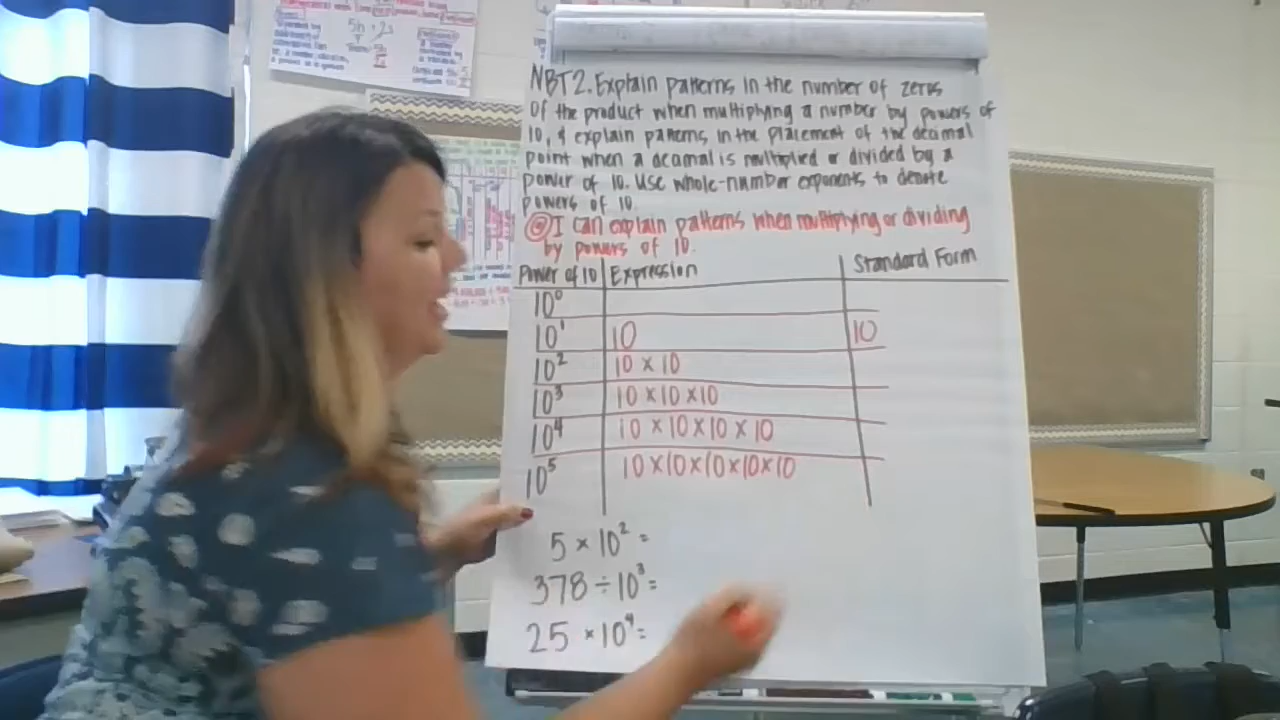 NBT 2. Explain patterns in the number of zeros
of the product when multiplying a number by powers of
10, & explain patterns in the placement of the decimal
point when a decamal is multiplied or divided by a
power of 10. Use whole-number exponents to denote
powers of 10.
I can explain patterns when multiplying or dividing
by powers of 10.
Power of 10 Expression Standard Form
10⁰
10¹ 10 10
10² 10 × 10
10³ 10 × 10 × 10
10⁴ 10 × 10 × 10 × 10
10⁵ 10 × 10 × 10 × 10 × 10
5 × 10² =
378 ÷ 10³ =
25 × 10⁴ =